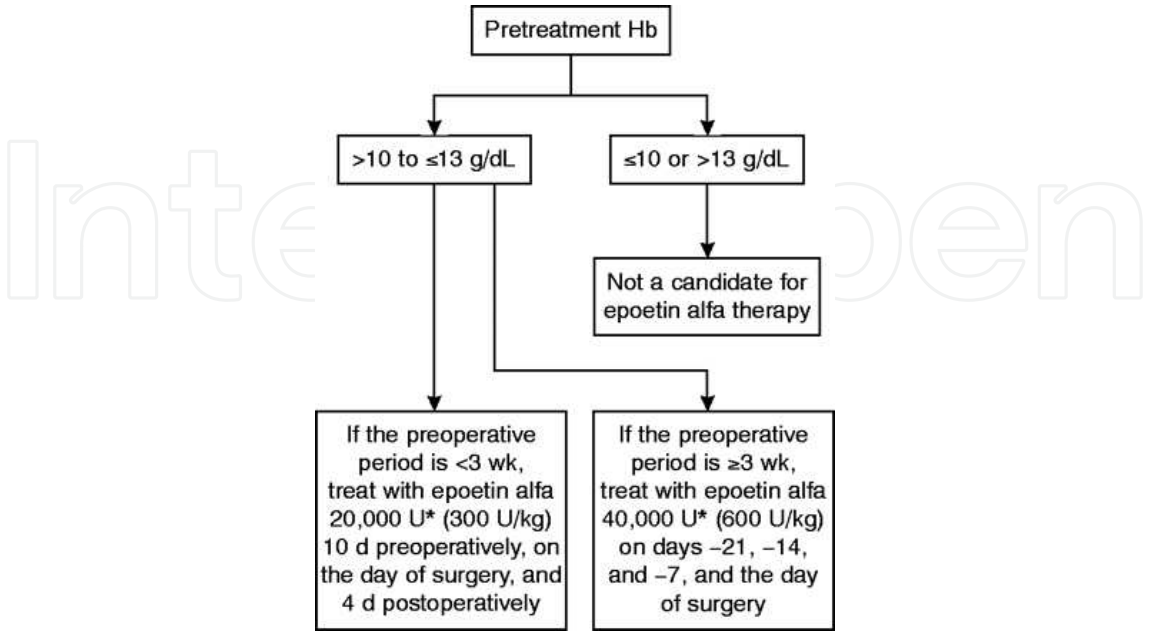 Pretreatment Hb
>10 to ≤13 g/dL
≤10 or >13 g/dL
Not a candidate for
epoetin alfa therapy
If the preoperative
period is <3 wk,
treat with epoetin alfa
20,000 U* (300 U/kg)
10 d preoperatively, on
the day of surgery, and
4 d postoperatively
If the preoperative
period is ≥3 wk,
treat with epoetin alfa
40,000 U* (600 U/kg)
on days −21, −14,
and −7, and the day
of surgery